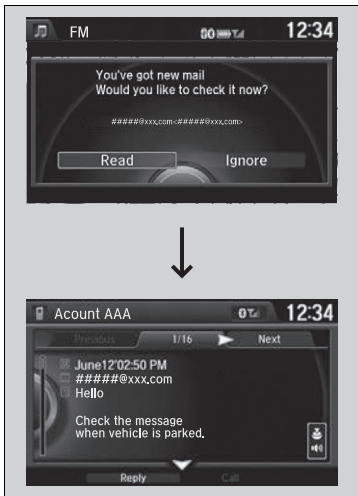 FM 12:34
You've got new mail
Would you like to check it now?
#####@xxx.com<#####@xxx.com>
Read Ignore
Acount AAA 12:34
Previous 1/16 Next
June12'02:50 PM
#####@xxx.com
Hello
Check the message
when vehicle is parked.
Reply Call